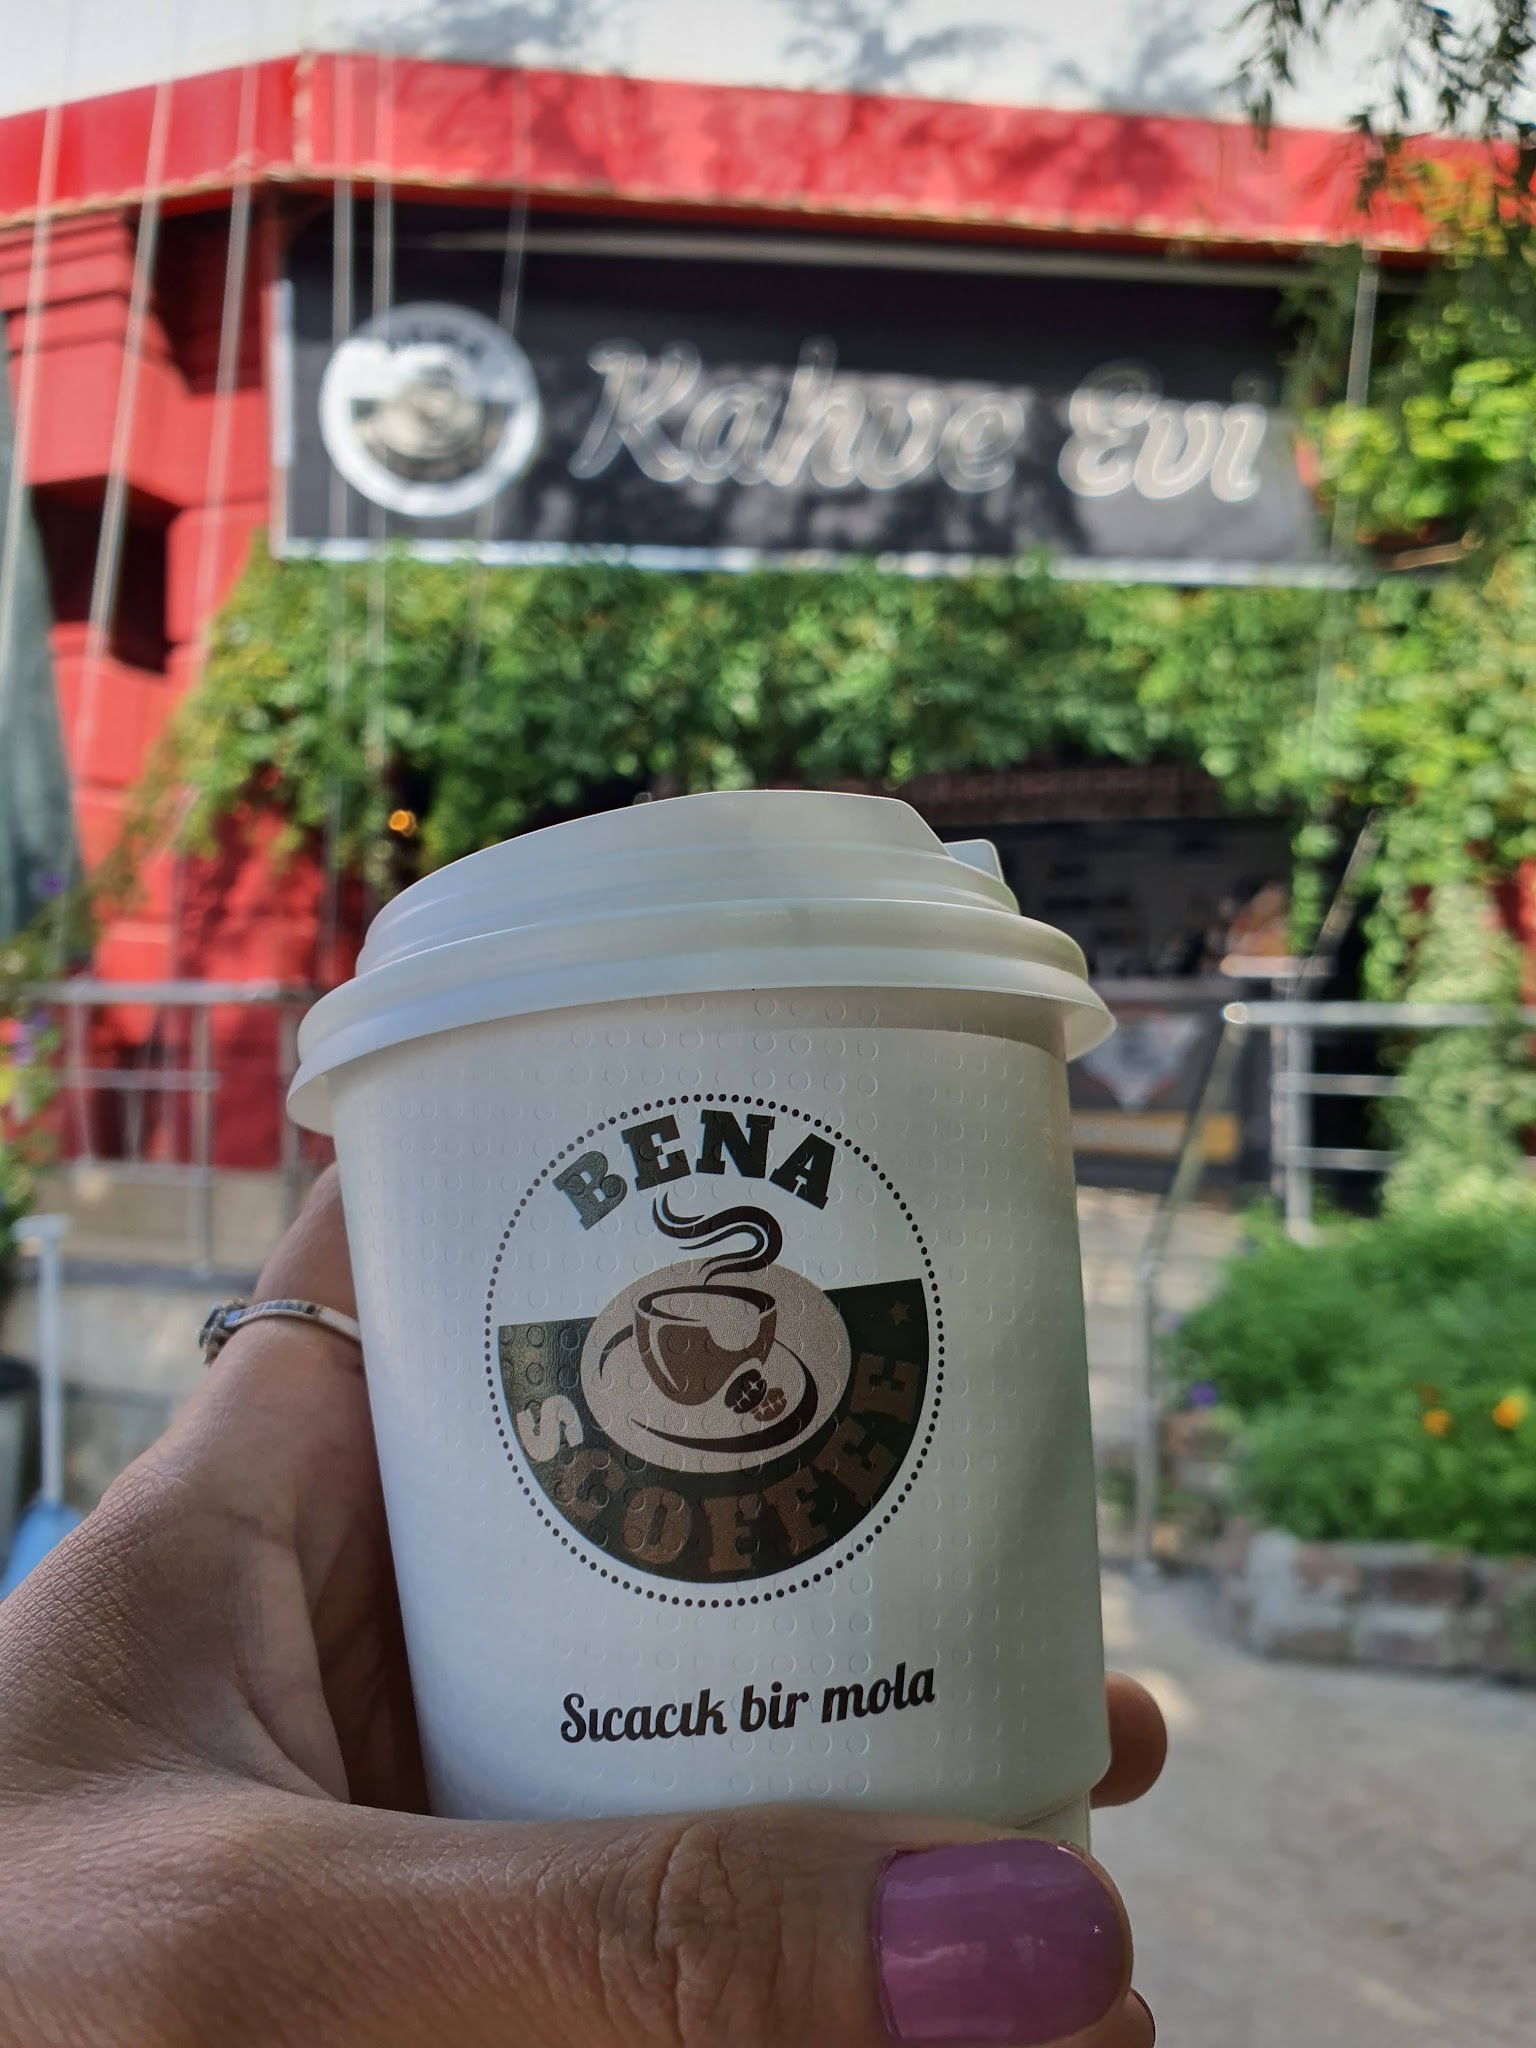 Kahve Evi
BENA
S COFFEE
Sıcacık bir mola